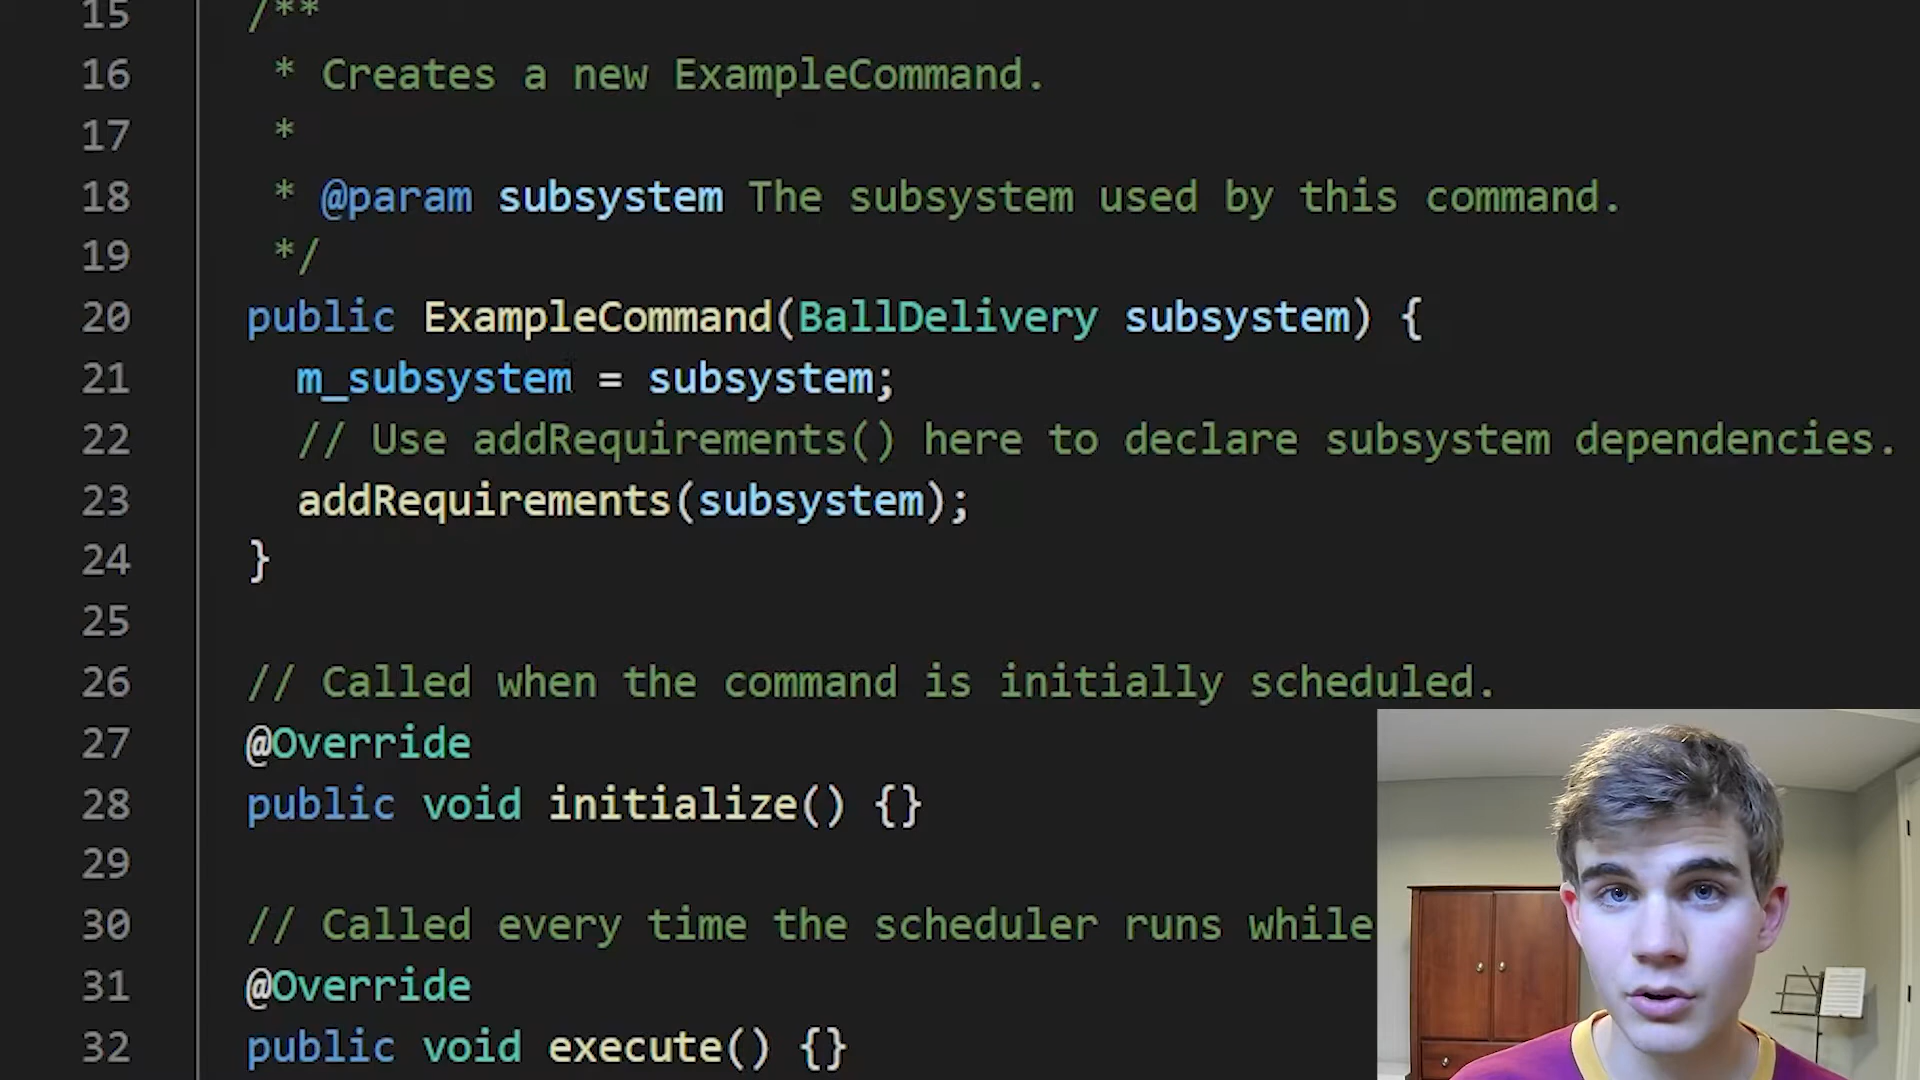 15 /**
16 * Creates a new ExampleCommand.
17 *
18 * @param subsystem The subsystem used by this command.
19 */
20 public ExampleCommand(BallDelivery subsystem) {
21 m_subsystem = subsystem;
22 // Use addRequirements() here to declare subsystem dependencies.
23 addRequirements(subsystem);
24 }
25
26 // Called when the command is initially scheduled.
27 @Override
28 public void initialize() {}
29
30 // Called every time the scheduler runs while
31 @Override
32 public void execute() {}